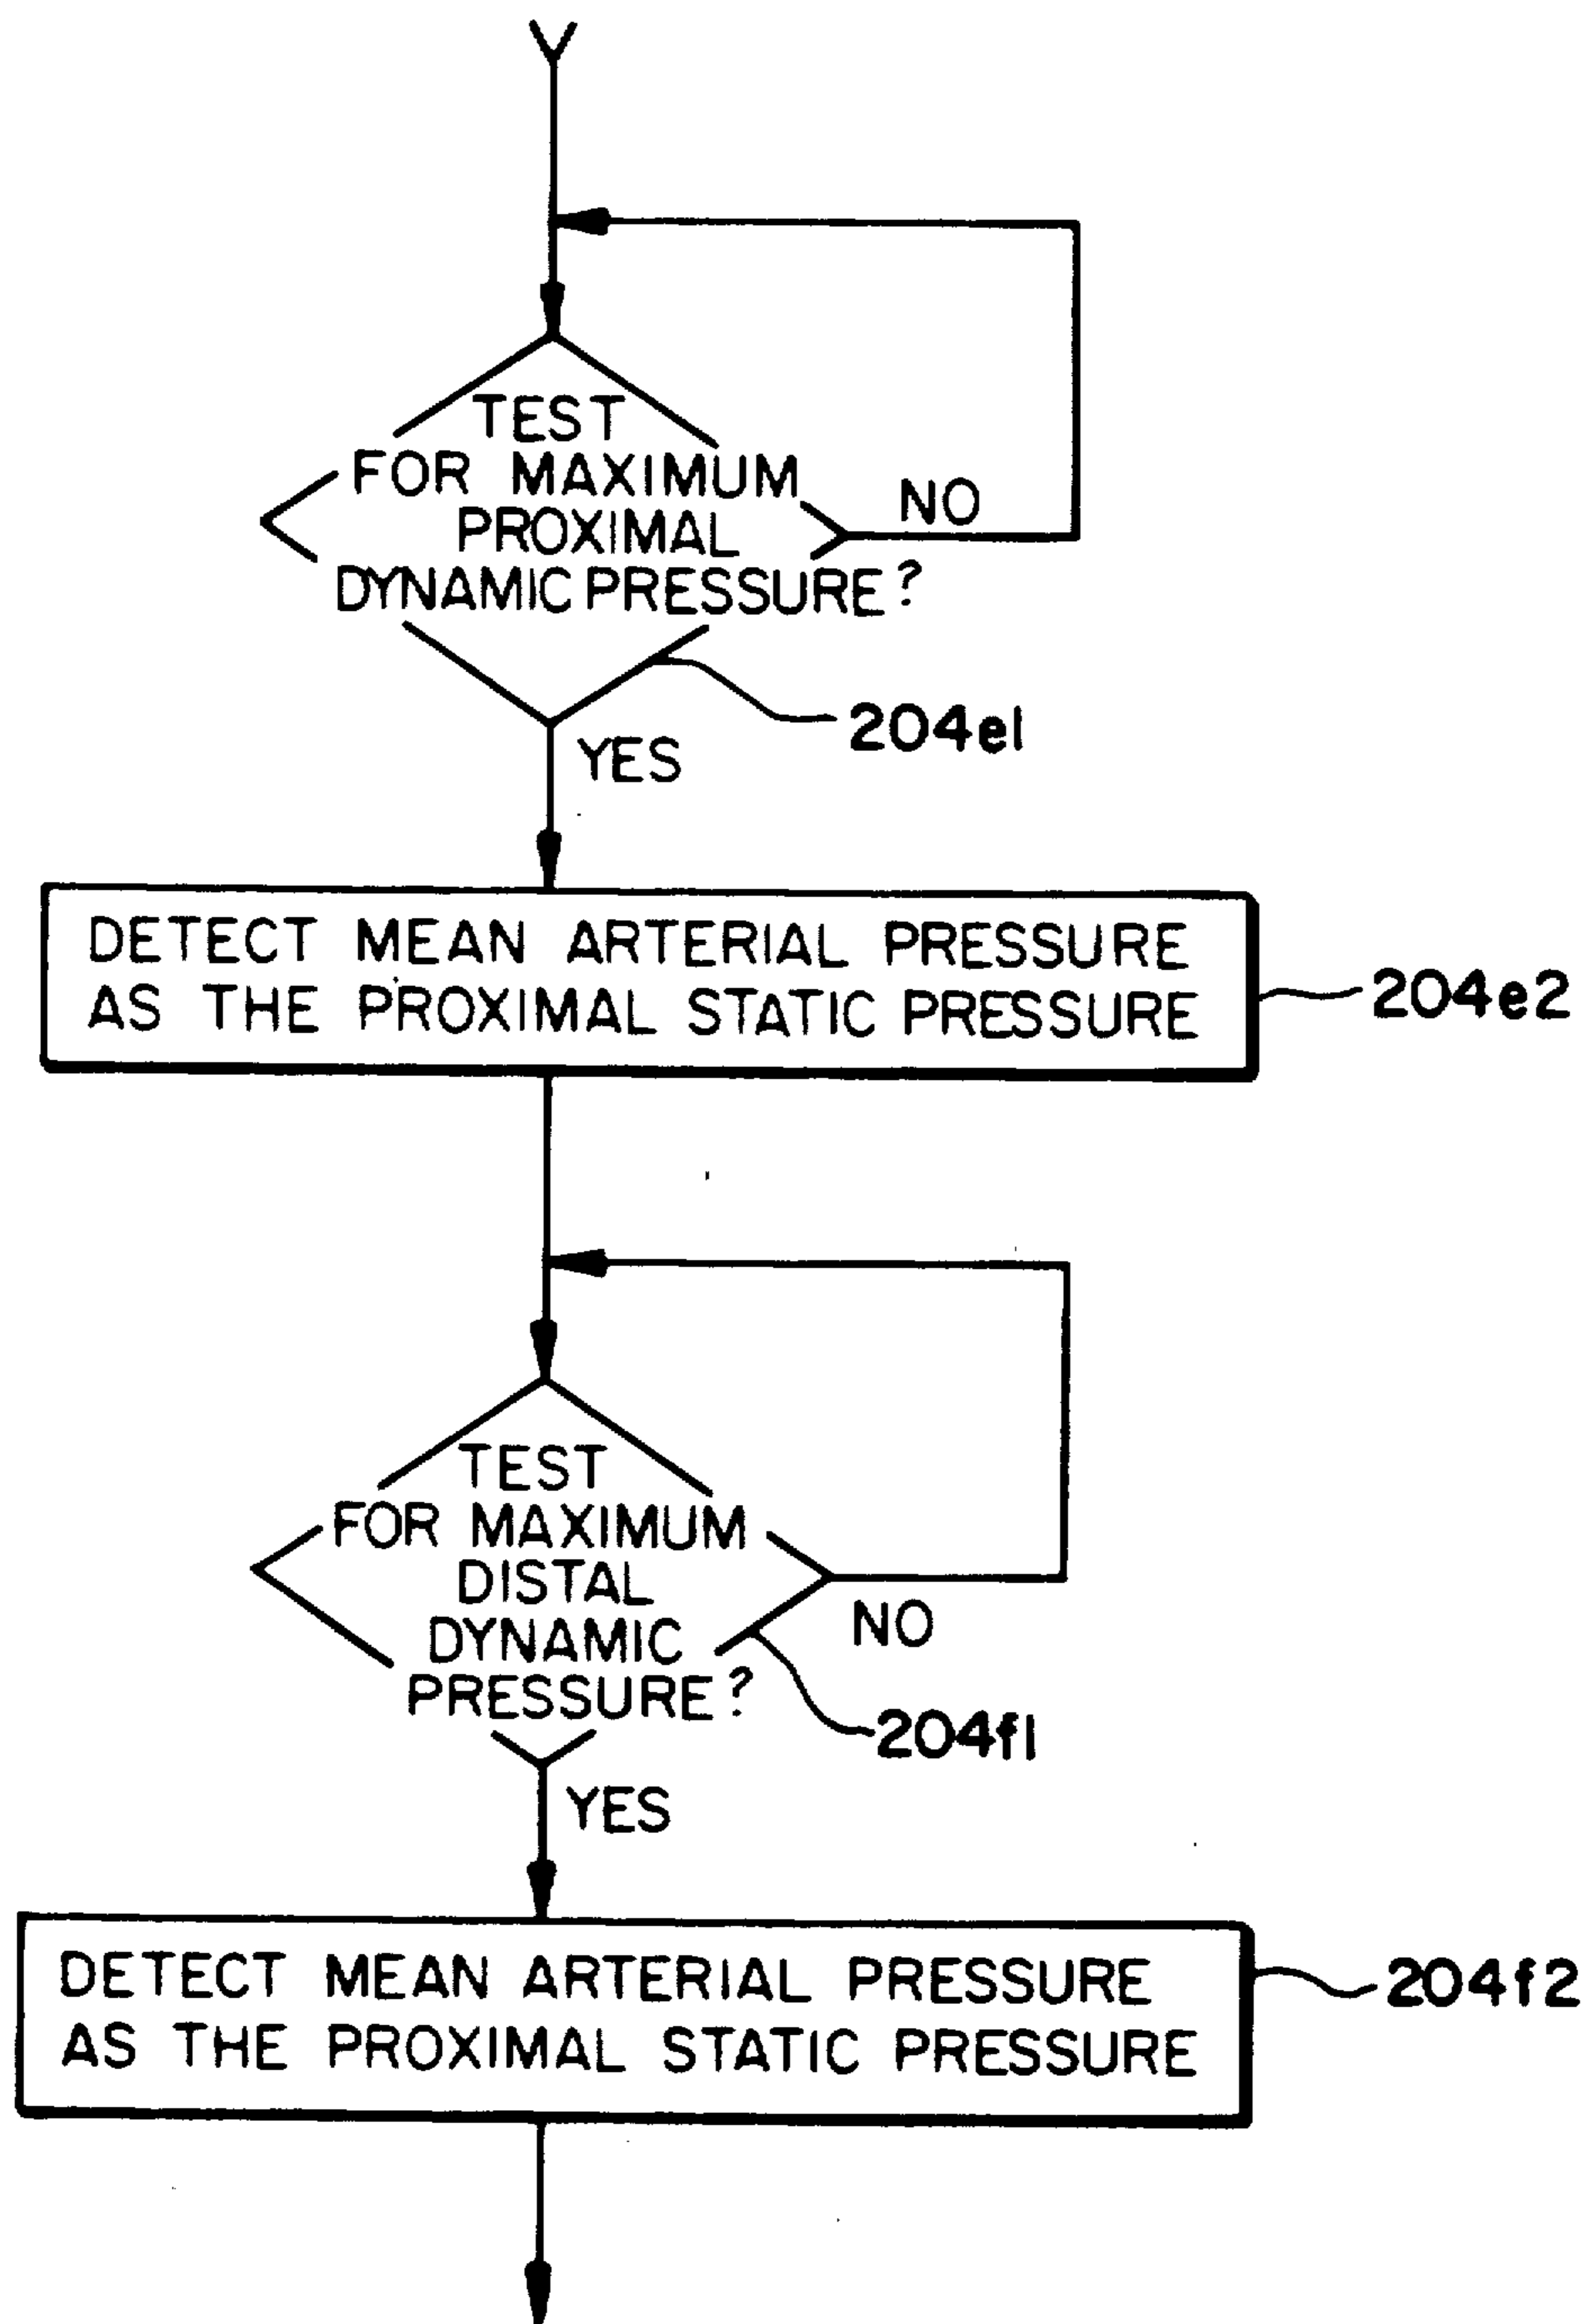 TEST
FOR MAXIMUM
PROXIMAL
DYNAMIC PRESSURE?
NO
204e1
YES
DETECT MEAN ARTERIAL PRESSURE
AS THE PROXIMAL STATIC PRESSURE
204e2
TEST
FOR MAXIMUM
DISTAL
DYNAMIC
PRESSURE?
NO
204f1
YES
DETECT MEAN ARTERIAL PRESSURE
AS THE PROXIMAL STATIC PRESSURE
204f2